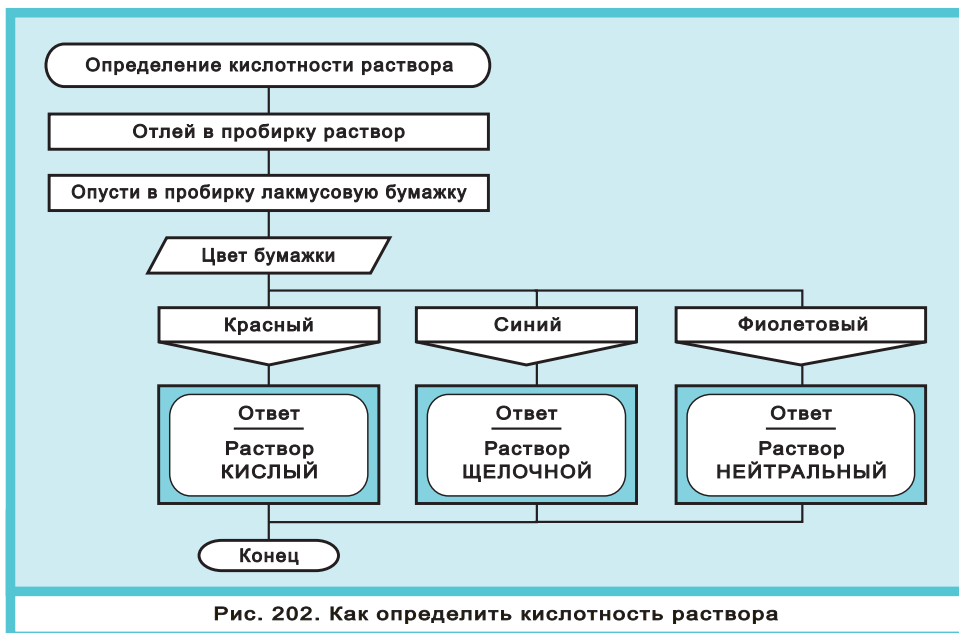 Определение кислотности раствора
Отлей в пробирку раствор
Опусти в пробирку лакмусовую бумажку
Цвет бумажки
Красный
Синий
Фиолетовый
Ответ
Раствор
КИСЛЫЙ
Ответ
Раствор
ЩЕЛОЧНОЙ
Ответ
Раствор
НЕЙТРАЛЬНЫЙ
Конец
Рис. 202. Как определить кислотность раствора